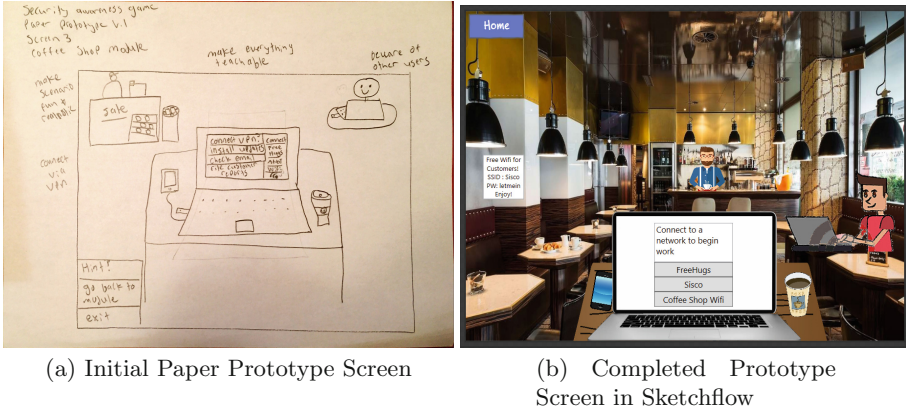 Security awareness game
Paper Prototype v.1
Screen 3
Coffee Shop Module
make everything
teachable
beware of
other users
make
scenario
fun &
realistic
connect
via
VPN
Safe
connect VPN?
install updates
check email
file customer
reports
Connect
Free
Hugs
Wifi
Hint!
go back to
module
exit
(a) Initial Paper Prototype Screen
Home
Free Wifi for
Customers!
SSID : Sisco
PW: letmein
Enjoy!
Connect to a
network to begin
work
FreeHugs
Sisco
Coffee Shop Wifi
(b) Completed Prototype
Screen in Sketchflow